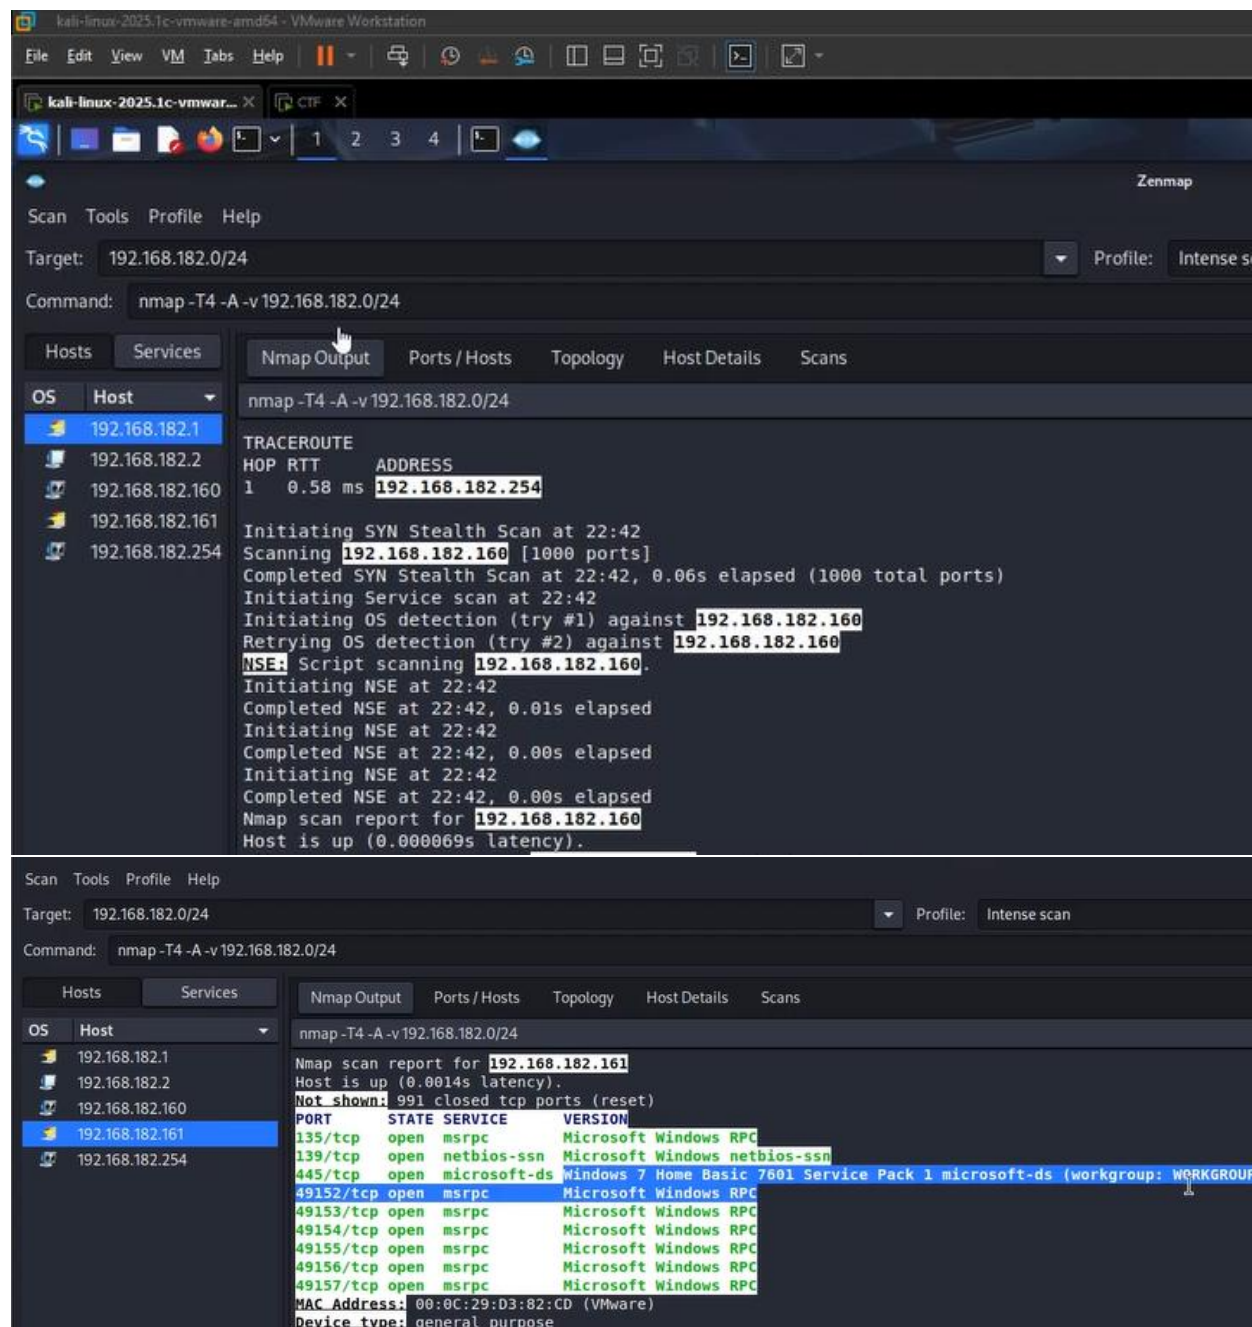 kali-linux-2025.1c-vmware-amd64 - VMware Workstation
File Edit View VM Tabs Help
kali-linux-2025.1c-vmwar... CTF
1 2 3 4
Zenmap
Scan Tools Profile Help
Target: 192.168.182.0/24 Profile: Intense s
Command: nmap -T4 -A -v 192.168.182.0/24
Hosts Services Nmap Output Ports / Hosts Topology Host Details Scans
OS Host
nmap -T4 -A -v 192.168.182.0/24
192.168.182.1
192.168.182.2
192.168.182.160
192.168.182.161
192.168.182.254
TRACEROUTE
HOP RTT ADDRESS
1 0.58 ms 192.168.182.254
Initiating SYN Stealth Scan at 22:42
Scanning 192.168.182.160 [1000 ports]
Completed SYN Stealth Scan at 22:42, 0.06s elapsed (1000 total ports)
Initiating Service scan at 22:42
Initiating OS detection (try #1) against 192.168.182.160
Retrying OS detection (try #2) against 192.168.182.160
NSE: Script scanning 192.168.182.160.
Initiating NSE at 22:42
Completed NSE at 22:42, 0.01s elapsed
Initiating NSE at 22:42
Completed NSE at 22:42, 0.00s elapsed
Initiating NSE at 22:42
Completed NSE at 22:42, 0.00s elapsed
Nmap scan report for 192.168.182.160
Host is up (0.000069s latency).
Scan Tools Profile Help
Target: 192.168.182.0/24 Profile: Intense scan
Command: nmap -T4 -A -v 192.168.182.0/24
Hosts Services Nmap Output Ports / Hosts Topology Host Details Scans
OS Host
nmap -T4 -A -v 192.168.182.0/24
192.168.182.1
192.168.182.2
192.168.182.160
192.168.182.161
192.168.182.254
Nmap scan report for 192.168.182.161
Host is up (0.0014s latency).
Not shown: 991 closed tcp ports (reset)
PORT STATE SERVICE VERSION
135/tcp open msrpc Microsoft Windows RPC
139/tcp open netbios-ssn Microsoft Windows netbios-ssn
445/tcp open microsoft-ds Windows 7 Home Basic 7601 Service Pack 1 microsoft-ds (workgroup: WORKGROUP
49152/tcp open msrpc Microsoft Windows RPC
49153/tcp open msrpc Microsoft Windows RPC
49154/tcp open msrpc Microsoft Windows RPC
49155/tcp open msrpc Microsoft Windows RPC
49156/tcp open msrpc Microsoft Windows RPC
49157/tcp open msrpc Microsoft Windows RPC
MAC Address: 00:0C:29:D3:82:CD (VMware)
Device type: general purpose